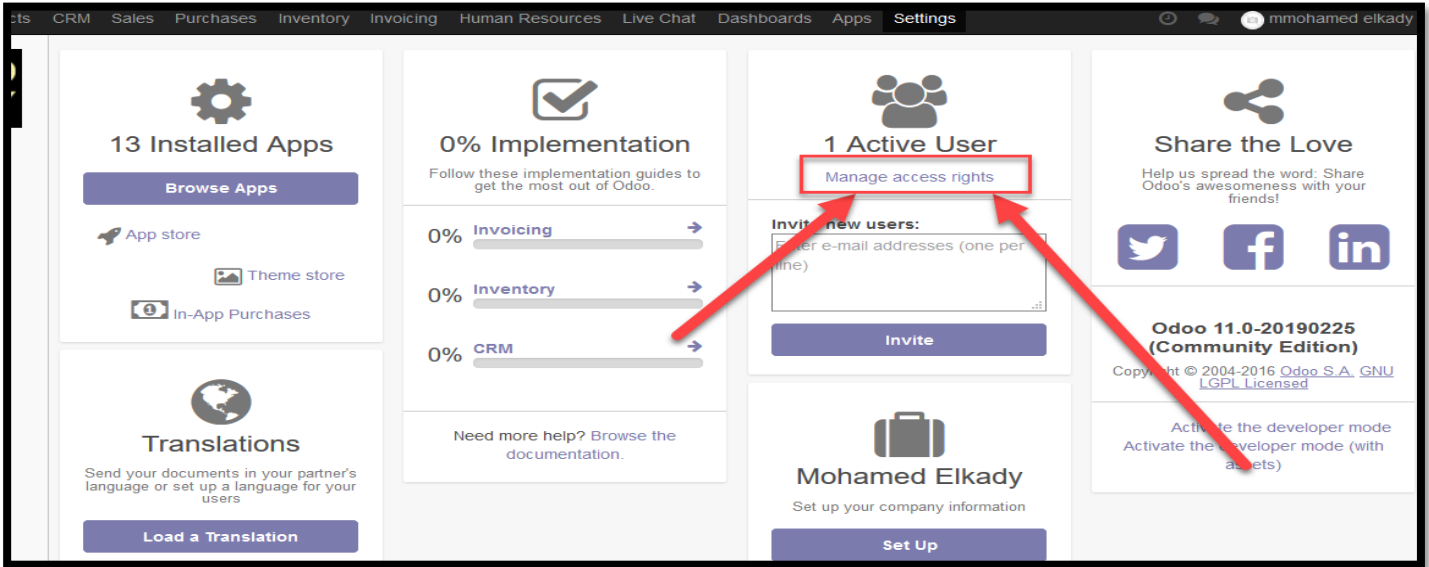 cts CRM Sales Purchases Inventory Invoicing Human Resources Live Chat Dashboards Apps Settings mmohamed elkady
13 Installed Apps
Browse Apps
App store
Theme store
In-App Purchases
Translations
Send your documents in your partner's
language or set up a language for your
users
Load a Translation
0% Implementation
Follow these implementation guides to
get the most out of Odoo.
0% Invoicing
0% Inventory
0% CRM
Need more help? Browse the
documentation.
1 Active User
Manage access rights
Invite new users:
Enter e-mail addresses (one per
line)
Invite
Mohamed Elkady
Set up your company information
Set Up
Share the Love
Help us spread the word: Share
Odoo's awesomeness with your
friends!
Odoo 11.0-20190225
(Community Edition)
Copyright © 2004-2016 Odoo S.A. GNU
LGPL Licensed
Activate the developer mode
Activate the developer mode (with
assets)